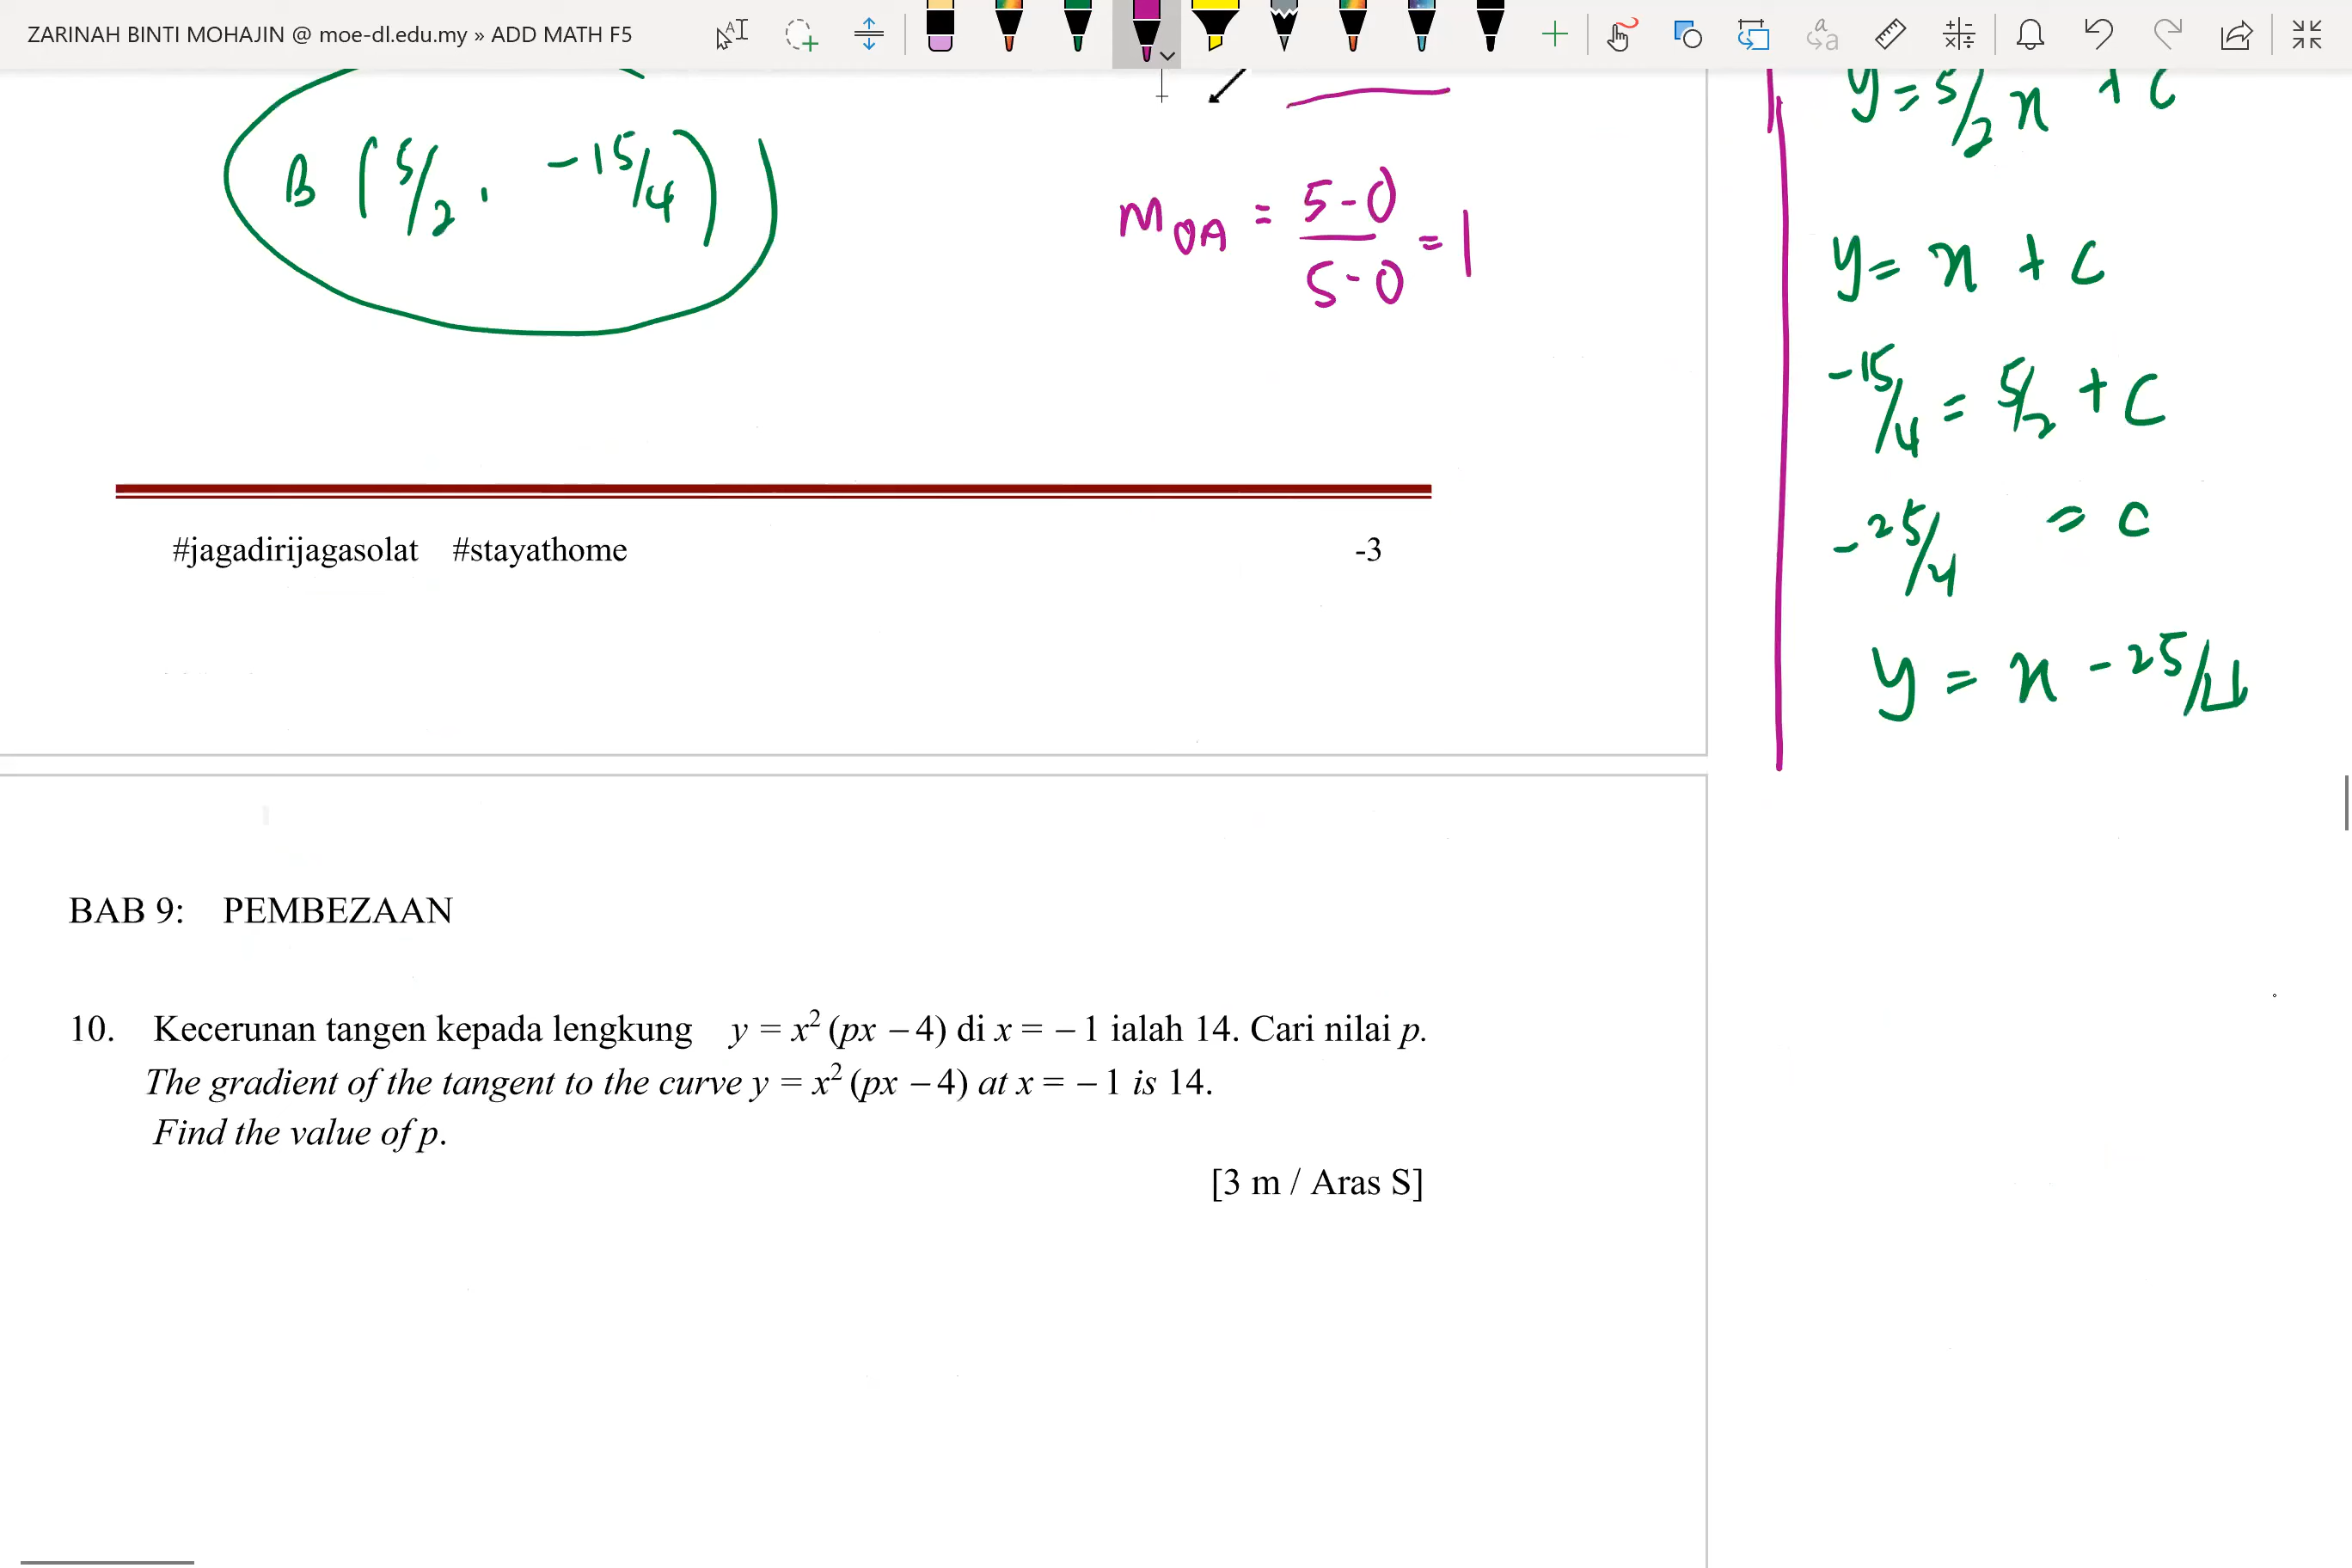 ZARINAH BINTI MOHAJIN @ moe-dl.edu.my » ADD MATH F5
B (5/2, -15/4)
m_OA = (5-0)/(5-0) = 1
#jagadirijagasolat #stayathome -3
y = 5/2 x + c
y = x + c
-15/4 = 5/2 + c
-25/4 = c
y = x - 25/4
BAB 9: PEMBEZAAN
10. Kecerunan tangen kepada lengkung y = x² (px – 4) di x = – 1 ialah 14. Cari nilai p.
The gradient of the tangent to the curve y = x² (px – 4) at x = – 1 is 14.
Find the value of p.
[3 m / Aras S]